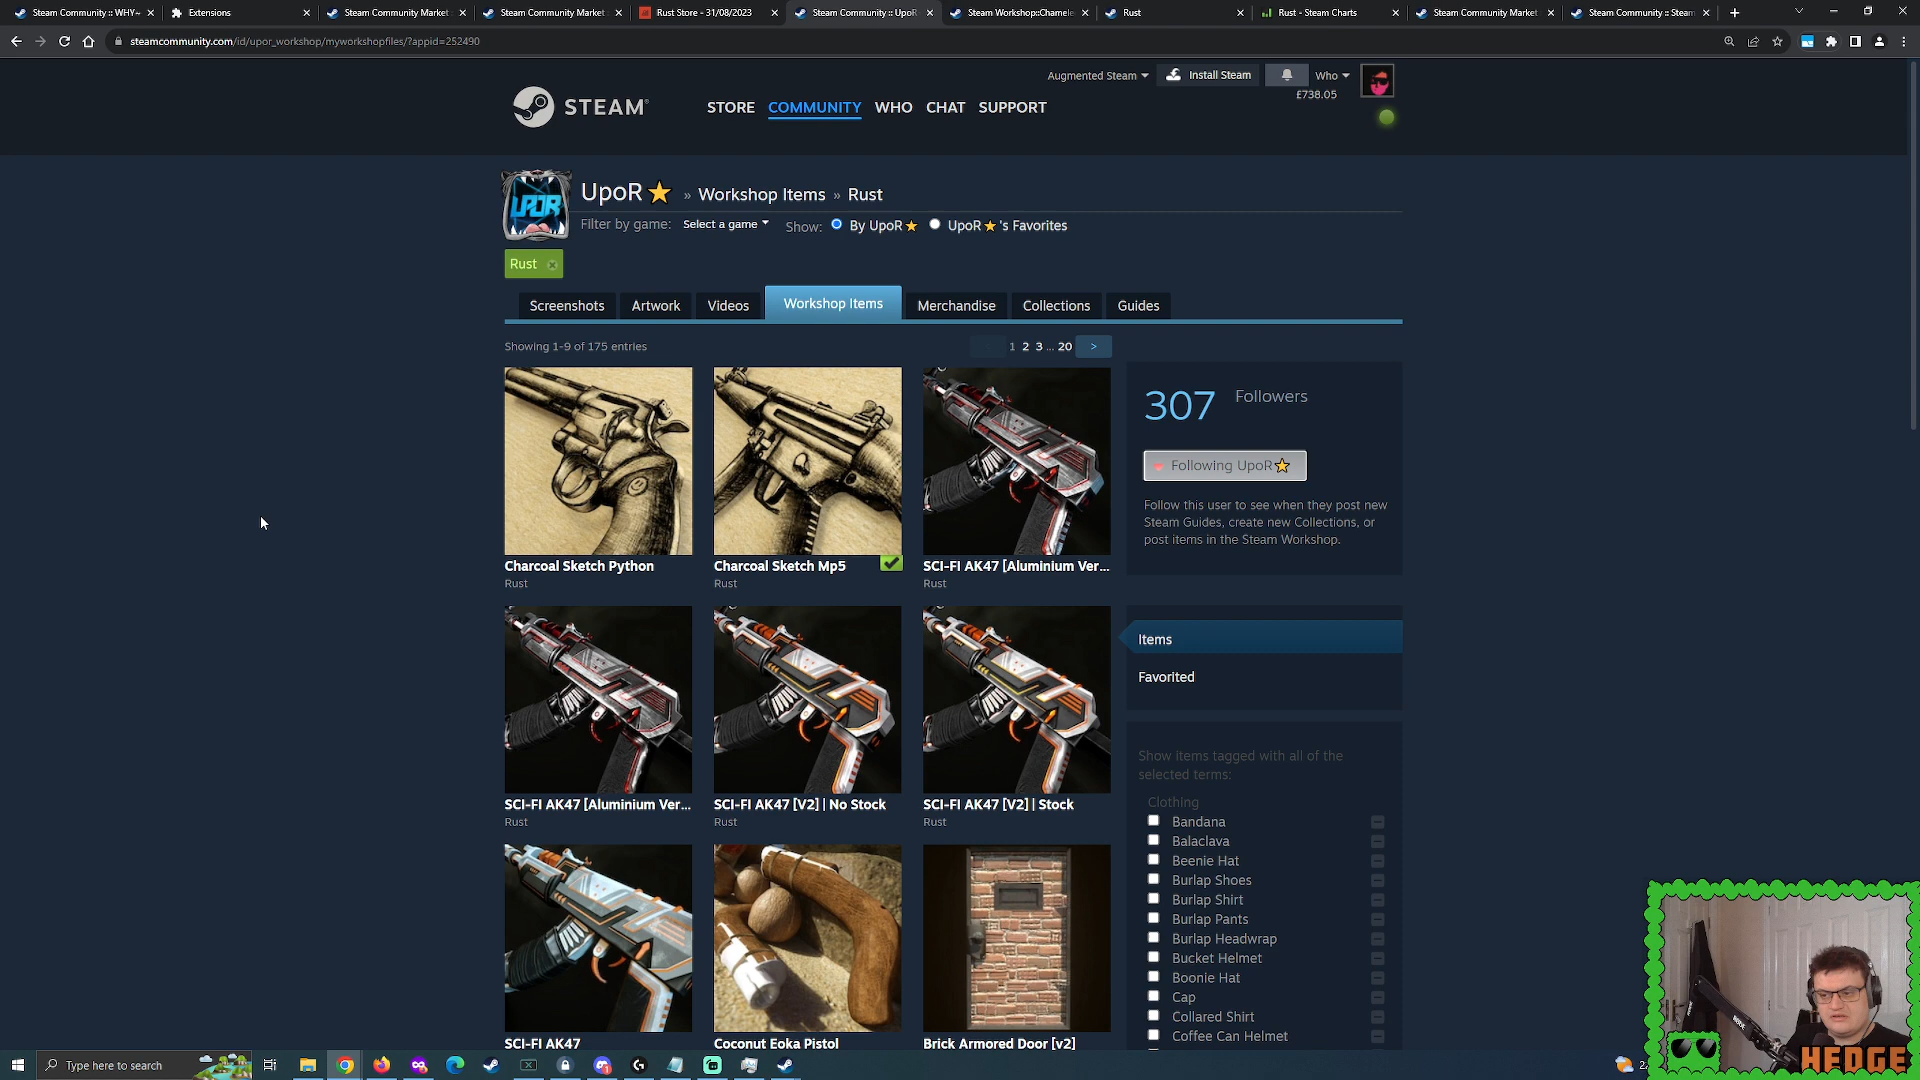 Steam Community :: WHY~
Extensions
Steam Community Market
Steam Community Market
Rust Store - 31/08/2023
Steam Community :: UpoR
Steam Workshop::Chamele
Rust
Rust - Steam Charts
Steam Community Market
Steam Community :: Steam
steamcommunity.com/id/upor_workshop/myworkshopfiles/?appid=252490
Augmented Steam
Install Steam
Who
£738.05
STEAM
STORE COMMUNITY WHO CHAT SUPPORT
UpoR » Workshop Items » Rust
Filter by game: Select a game Show: By UpoR UpoR 's Favorites
Rust
Screenshots Artwork Videos Workshop Items Merchandise Collections Guides
Showing 1-9 of 175 entries
1 2 3 ... 20 >
307 Followers
Following UpoR
Follow this user to see when they post new
Steam Guides, create new Collections, or
post items in the Steam Workshop.
Charcoal Sketch Python
Rust
Charcoal Sketch Mp5
Rust
SCI-FI AK47 [Aluminium Ver...
Rust
SCI-FI AK47 [Aluminium Ver...
Rust
SCI-FI AK47 [V2] | No Stock
Rust
SCI-FI AK47 [V2] | Stock
Rust
SCI-FI AK47
Coconut Eoka Pistol
Brick Armored Door [v2]
Items
Favorited
Show items tagged with all of the
selected terms:
Clothing
Bandana
Balaclava
Beenie Hat
Burlap Shoes
Burlap Shirt
Burlap Pants
Burlap Headwrap
Bucket Helmet
Boonie Hat
Cap
Collared Shirt
Coffee Can Helmet
Type here to search
HEDGE